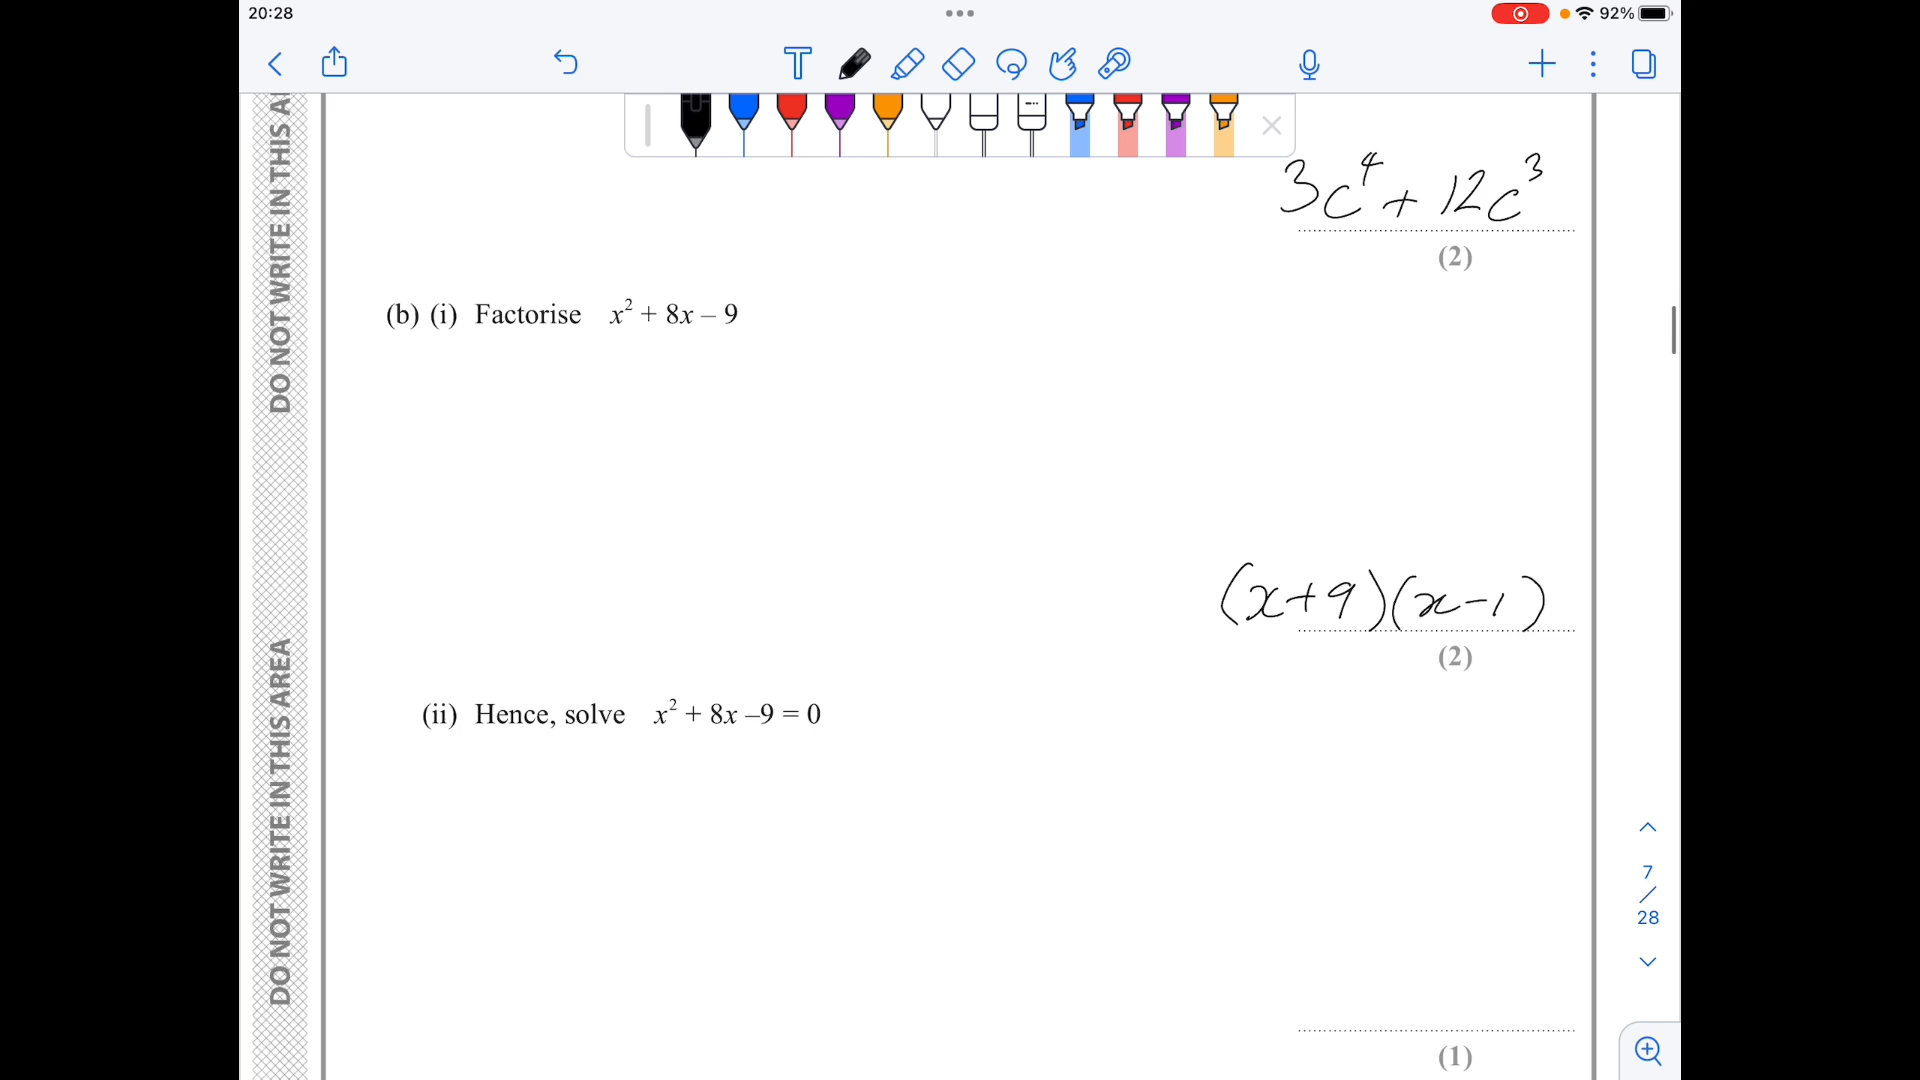 20:28
92%
DO NOT WRITE IN THIS A
3c⁴ + 12c³
(2)
(b) (i) Factorise x² + 8x – 9
(x+9)(x-1)
(2)
DO NOT WRITE IN THIS AREA
(ii) Hence, solve x² + 8x –9 = 0
7
/
28
(1)